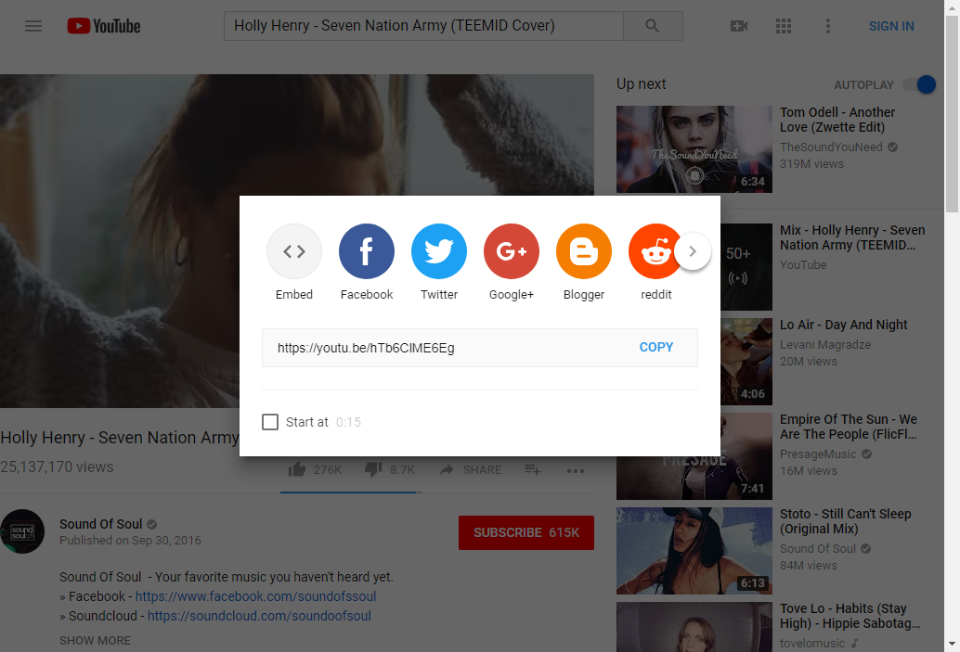 YouTube
Holly Henry - Seven Nation Army (TEEMID Cover)
SIGN IN
Up next
AUTOPLAY
TheSoundYouNeed
6:34
Tom Odell - Another
Love (Zwette Edit)
TheSoundYouNeed
319M views
50+
Mix - Holly Henry - Seven
Nation Army (TEEMID...
YouTube
4:06
Lo Air - Day And Night
Levani Magradze
20M views
PRESAGE
7:41
Empire Of The Sun - We
Are The People (FlicFl...
PresageMusic
16M views
6:13
Stoto - Still Can't Sleep
(Original Mix)
Sound Of Soul
84M views
Tove Lo - Habits (Stay
High) - Hippie Sabotag...
tovelomusic
Embed
Facebook
Twitter
G+
Google+
Blogger
reddit
https://youtu.be/hTb6ClME6Eg
COPY
Start at 0:15
Holly Henry - Seven Nation Army
25,137,170 views
276K
8.7K
SHARE
sound
soul
Sound Of Soul
Published on Sep 30, 2016
SUBSCRIBE 615K
Sound Of Soul - Your favorite music you haven't heard yet.
» Facebook - https://www.facebook.com/soundofssoul
» Soundcloud - https://soundcloud.com/soundoofsoul
SHOW MORE